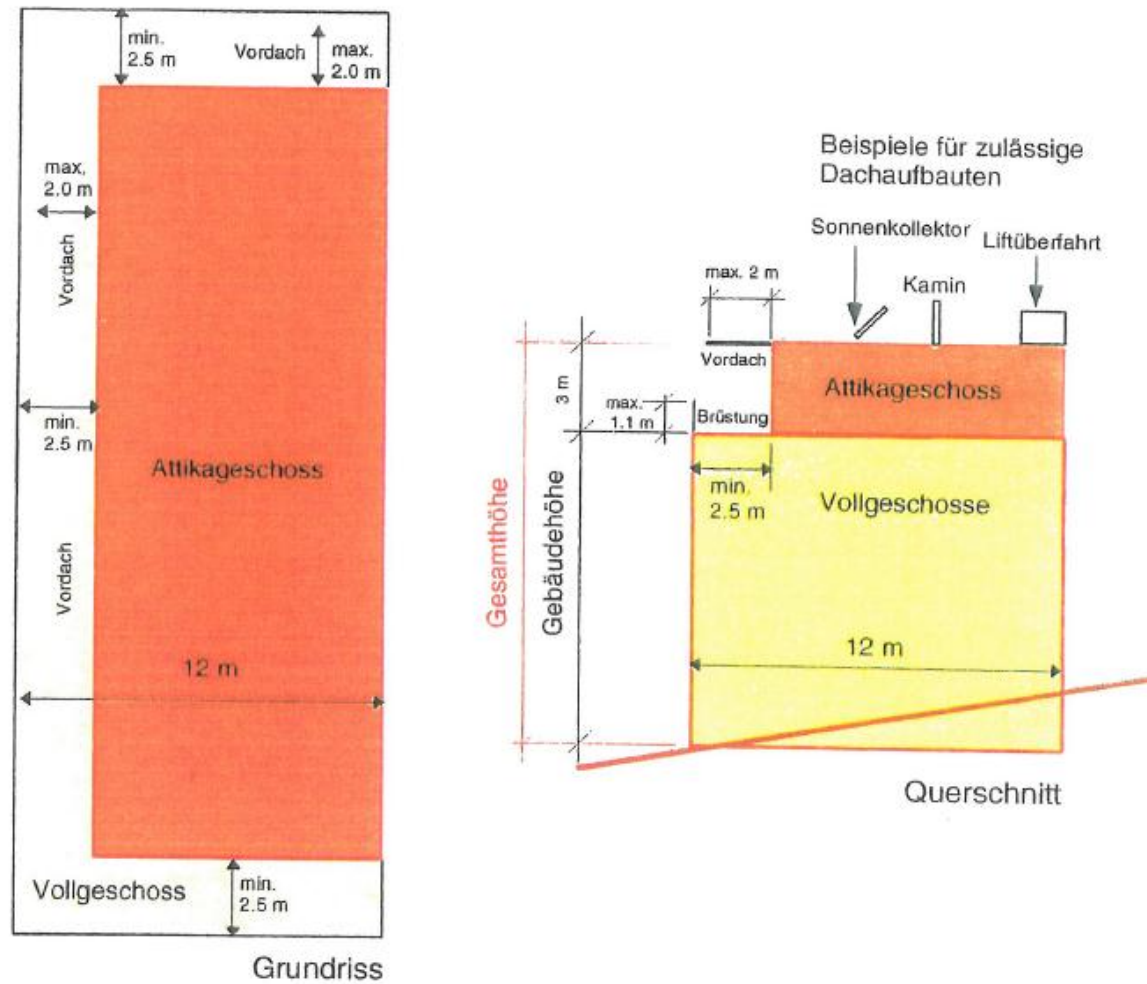 min.
2.5 m
Vordach
max.
2.0 m
max,
2.0 m
Vordach
min.
2.5 m
Attikageschoss
Vordach
12 m
Vollgeschoss
min.
2.5 m
Grundriss
Beispiele für zulässige
Dachaufbauten
Sonnenkollektor
Liftüberfahrt
max. 2 m
Kamin
Vordach
Attikageschoss
3 m
max.
1.1 m
Brüstung
min.
2.5 m
Vollgeschosse
Gesamthöhe
Gebäudehöhe
12 m
Querschnitt